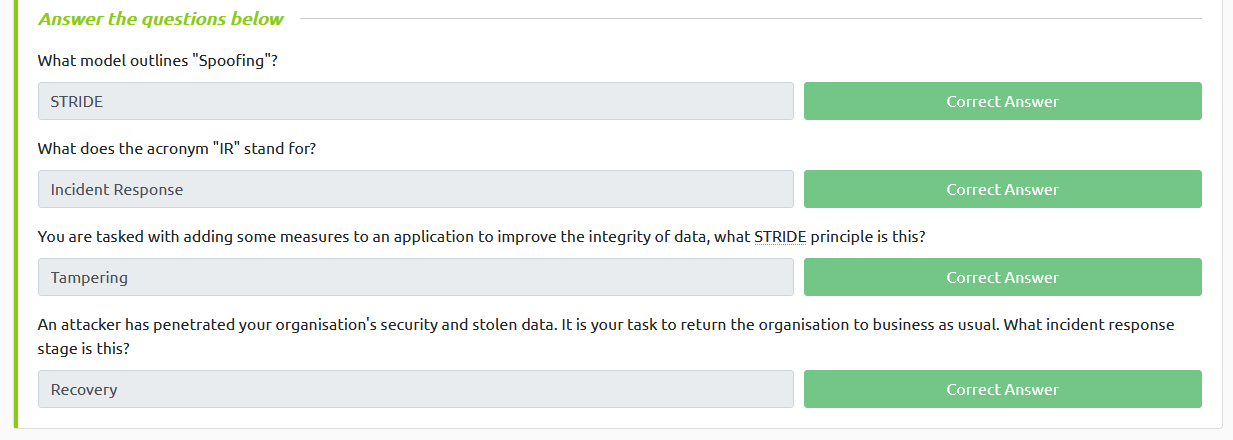 Answer the questions below
What model outlines "Spoofing"?
STRIDE
Correct Answer
What does the acronym "IR" stand for?
Incident Response
Correct Answer
You are tasked with adding some measures to an application to improve the integrity of data, what STRIDE principle is this?
Tampering
Correct Answer
An attacker has penetrated your organisation's security and stolen data. It is your task to return the organisation to business as usual. What incident response
stage is this?
Recovery
Correct Answer